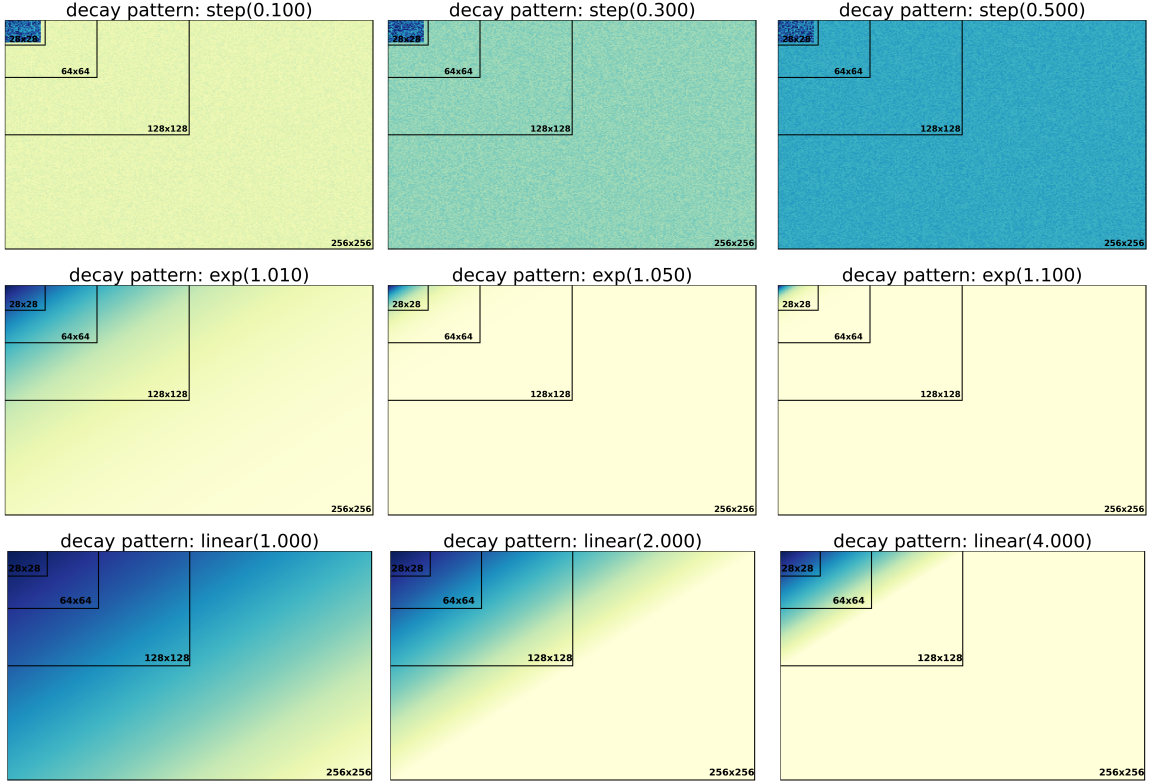 decay pattern: step(0.100)
decay pattern: step(0.300)
decay pattern: step(0.500)
28x28
64x64
128x128
256x256
28x28
64x64
128x128
256x256
28x28
64x64
128x128
256x256
decay pattern: exp(1.010)
decay pattern: exp(1.050)
decay pattern: exp(1.100)
28x28
64x64
128x128
256x256
28x28
64x64
128x128
256x256
28x28
64x64
128x128
256x256
decay pattern: linear(1.000)
decay pattern: linear(2.000)
decay pattern: linear(4.000)
28x28
64x64
128x128
256x256
28x28
64x64
128x128
256x256
28x28
64x64
128x128
256x256